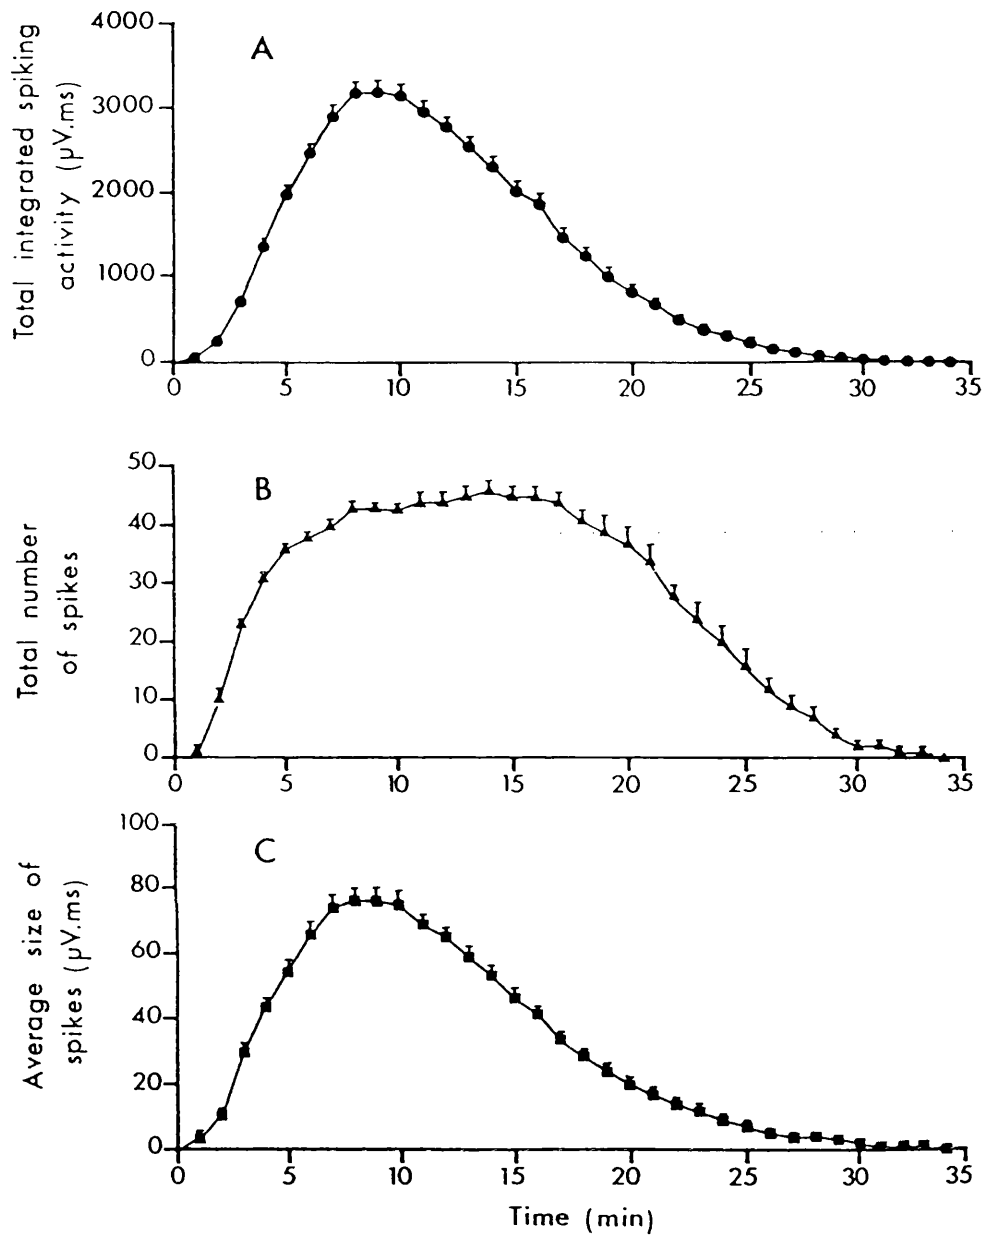 A
Total integrated spiking
activity (µV.ms)
4000
3000
2000
1000
0
0 5 10 15 20 25 30 35
B
Total number
of spikes
50
40
30
20
10
0
0 5 10 15 20 25 30 35
C
Average size of
spikes (µV.ms)
100
80
60
40
20
0
0 5 10 15 20 25 30 35
Time (min)